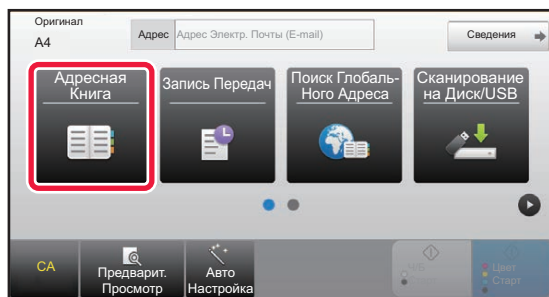 Оригинал
A4
Адрес
Адрес Электр. Почты (E-mail)
Сведения
Адресная
Книга
Запись Передач
Поиск Глобаль-
Ного Адреса
Сканирование
на Диск/USB
CA
Предварит.
Просмотр
Авто
Настройка
Ч/Б
Старт
Цвет
Старт